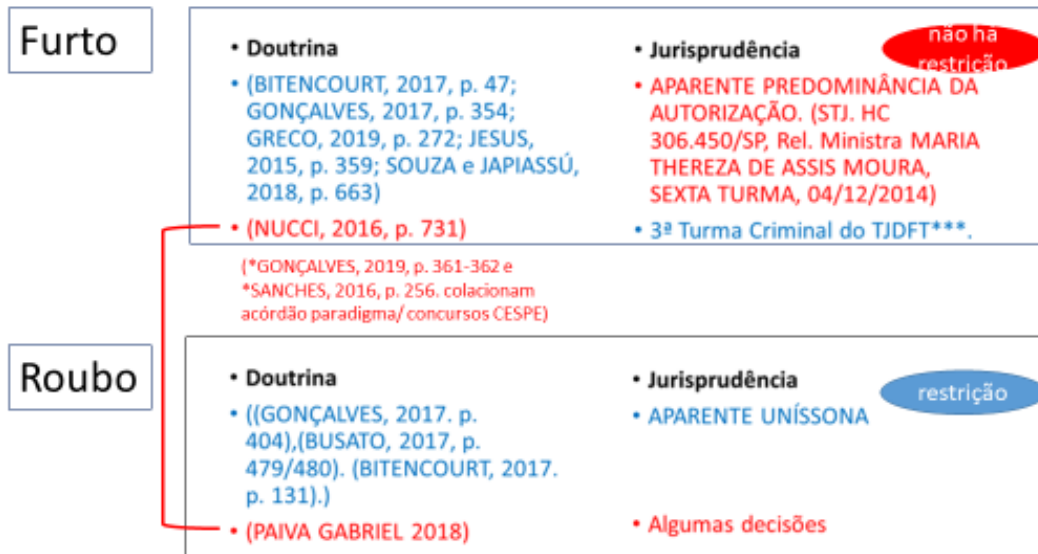 Furto
• Doutrina
• (BITENCOURT, 2017, p. 47;
GONÇALVES, 2017, p. 354;
GRECO, 2019, p. 272; JESUS,
2015, p. 359; SOUZA e JAPIASSÚ,
2018, p. 663)
• (NUCCI, 2016, p. 731)
• Jurisprudência
não há
restrição
• APARENTE PREDOMINÂNCIA DA
AUTORIZAÇÃO. (STJ. HC
306.450/SP, Rel. Ministra MARIA
THEREZA DE ASSIS MOURA,
SEXTA TURMA, 04/12/2014)
• 3ª Turma Criminal do TJDFT***.
(*GONÇALVES, 2019, p. 361-362 e
*SANCHES, 2016, p. 256. colacionam
acórdão paradigma/ concursos CESPE)
Roubo
• Doutrina
• ((GONÇALVES, 2017. p.
404),(BUSATO, 2017, p.
479/480). (BITENCOURT, 2017.
p. 131).)
• (PAIVA GABRIEL 2018)
• Jurisprudência
restrição
• APARENTE UNÍSSONA
• Algumas decisões